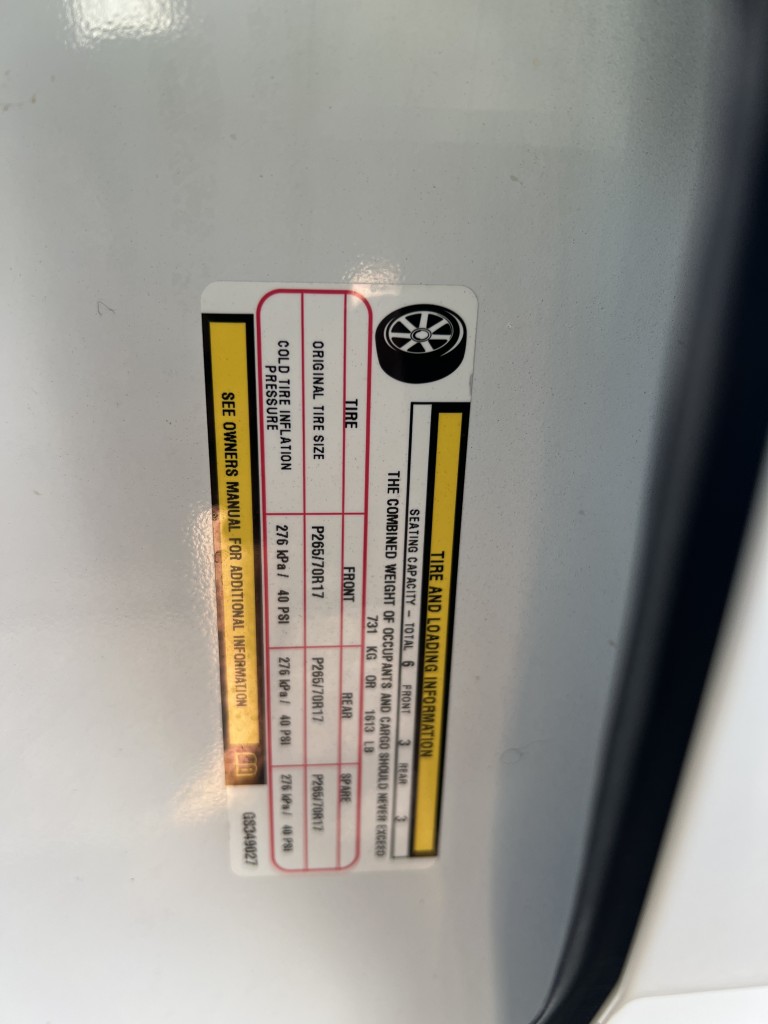 TIRE AND LOADING INFORMATION
SEATING CAPACITY – TOTAL 6 FRONT 3 REAR 3
THE COMBINED WEIGHT OF OCCUPANTS AND CARGO SHOULD NEVER EXCEED
731 KG OR 1613 LB
TIRE FRONT REAR SPARE
ORIGINAL TIRE SIZE P265/70R17 P265/70R17 P265/70R17
COLD TIRE INFLATION PRESSURE 276 kPa / 40 PSI 276 kPa / 40 PSI 276 kPa / 40 PSI
SEE OWNERS MANUAL FOR ADDITIONAL INFORMATION
GS349027